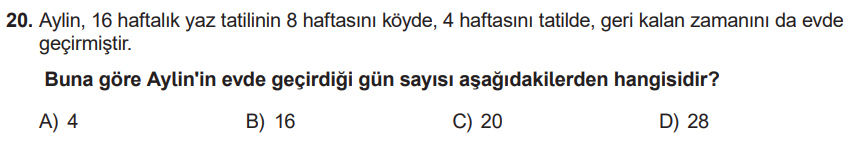 20. Aylin, 16 haftalık yaz tatilinin 8 haftasını köyde, 4 haftasını tatilde, geri kalan zamanını da evde
geçirmiştir.
Buna göre Aylin'in evde geçirdiği gün sayısı aşağıdakilerden hangisidir?
A) 4 B) 16 C) 20 D) 28